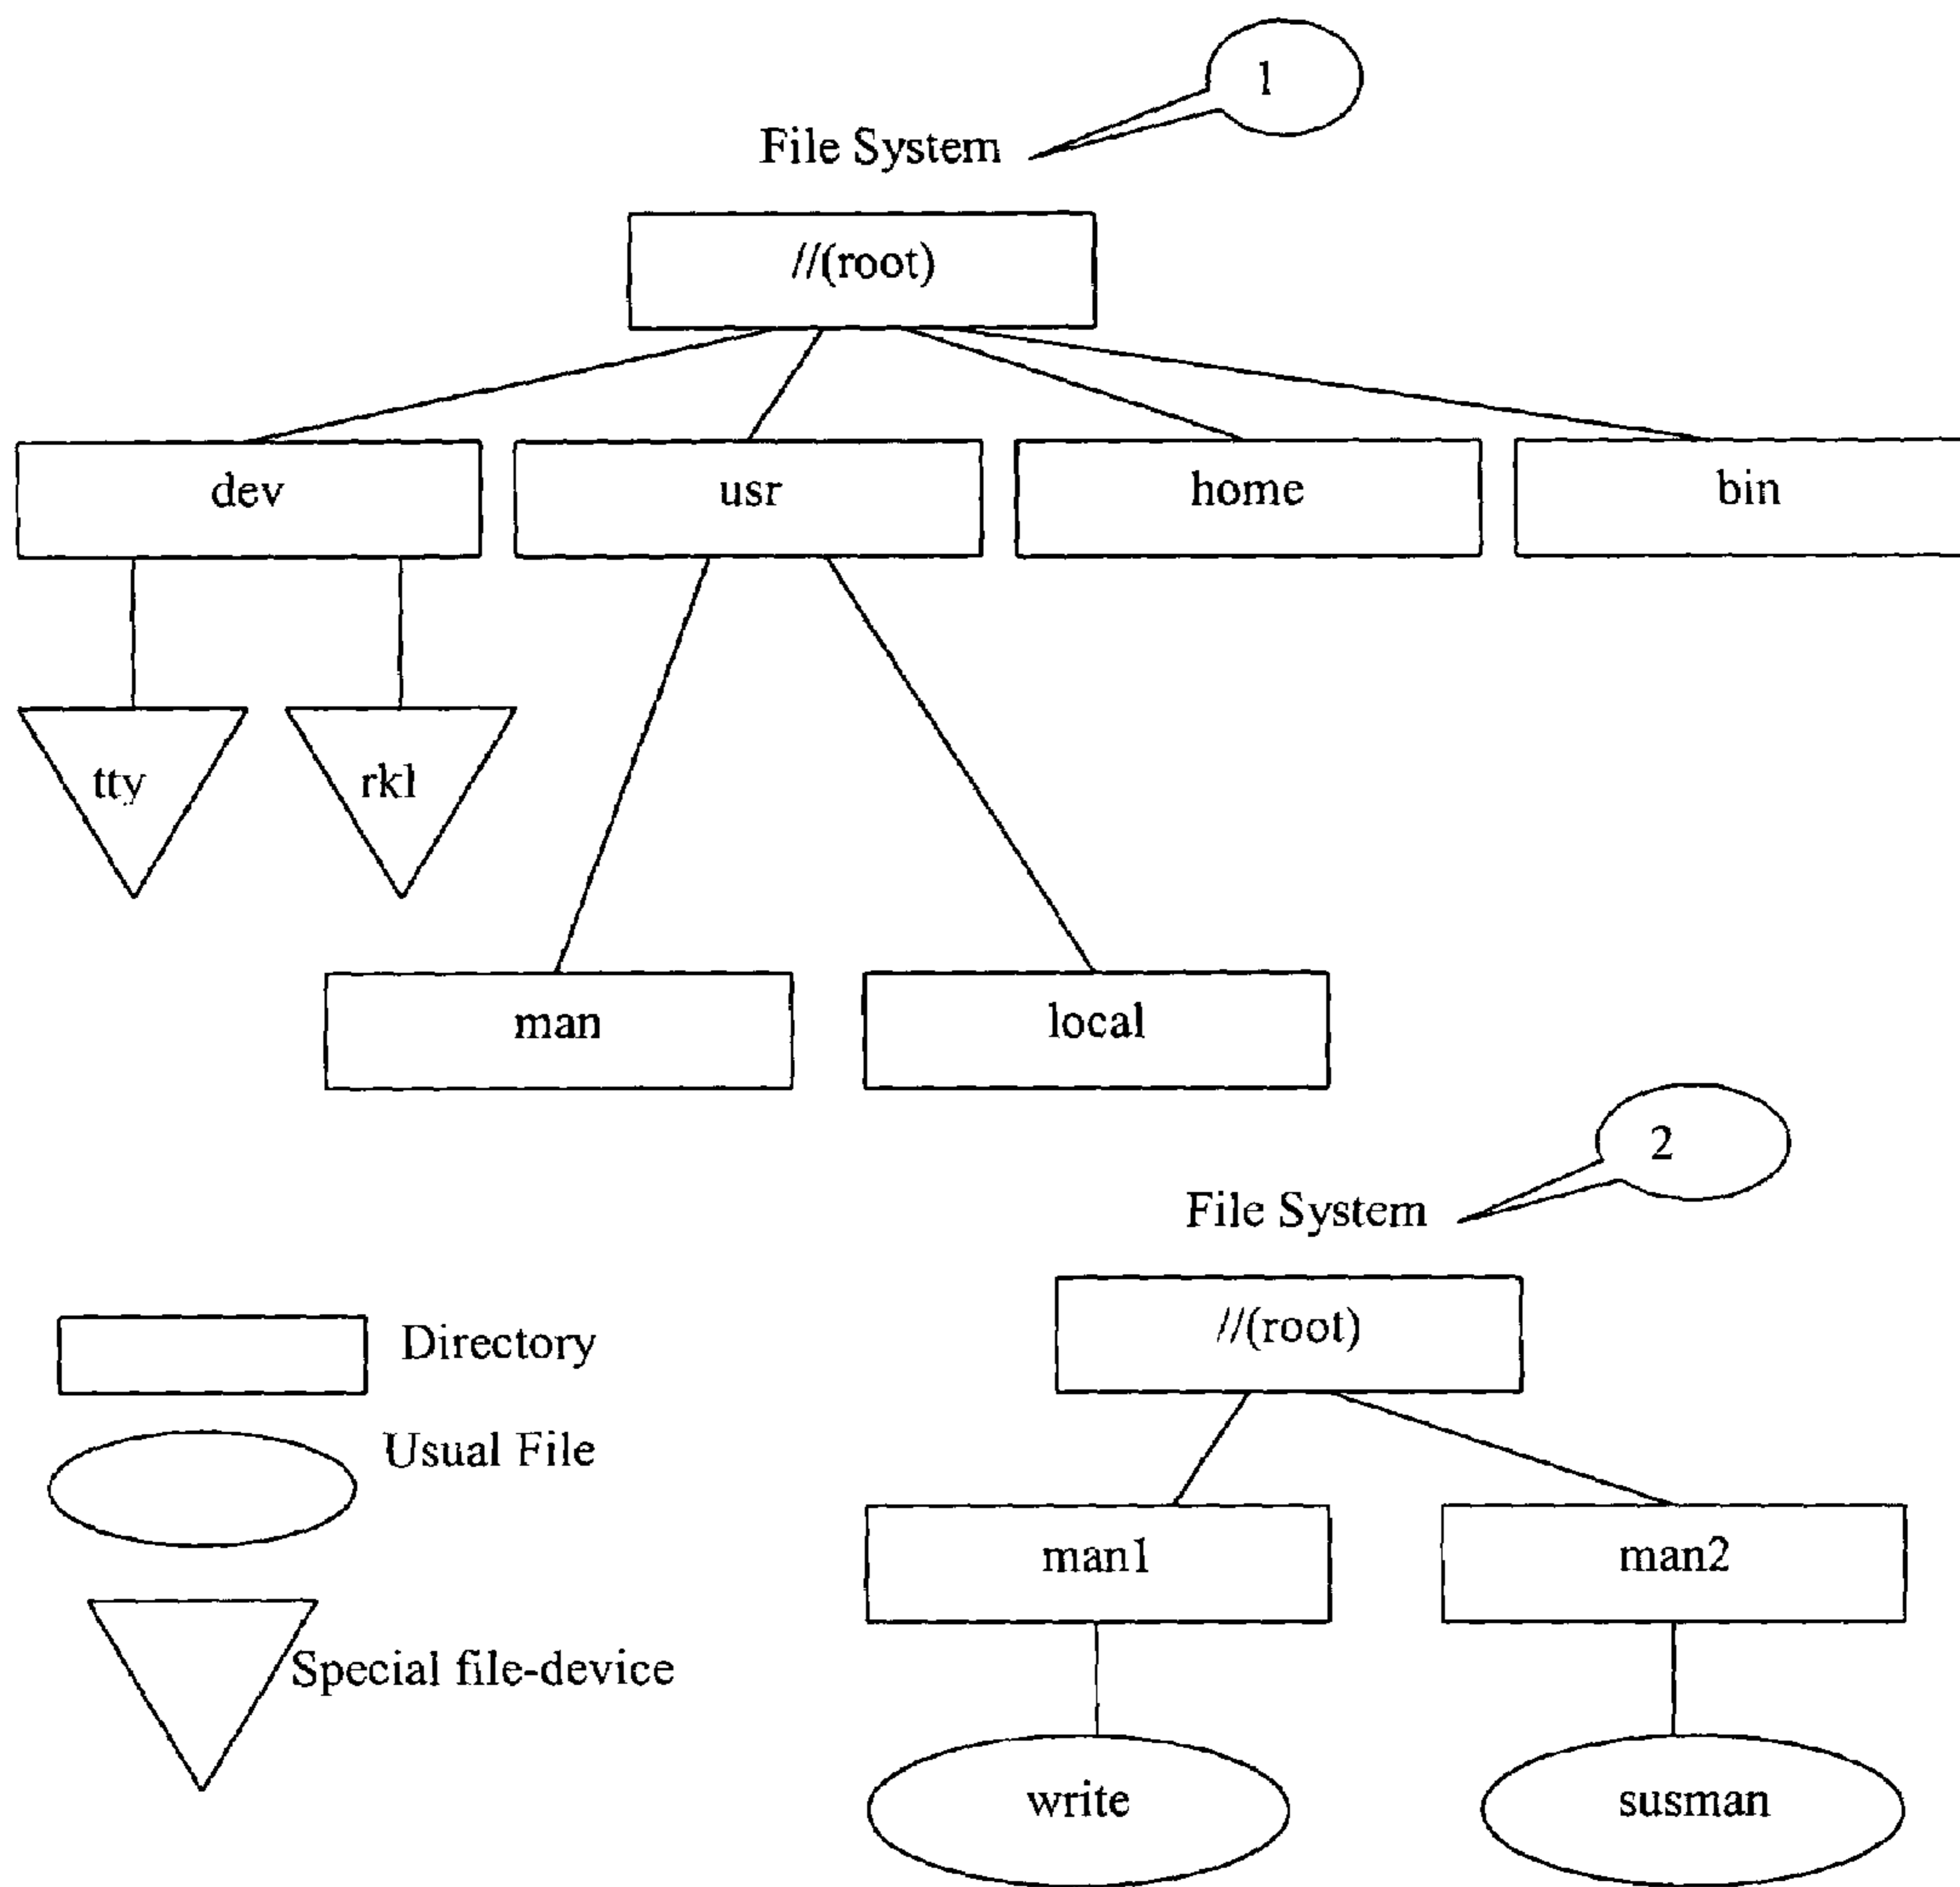 1
File System
//(root)
dev
usr
home
bin
tty
rk1
man
local
2
File System
//(root)
Directory
Usual File
Special file-device
man1
man2
write
susman